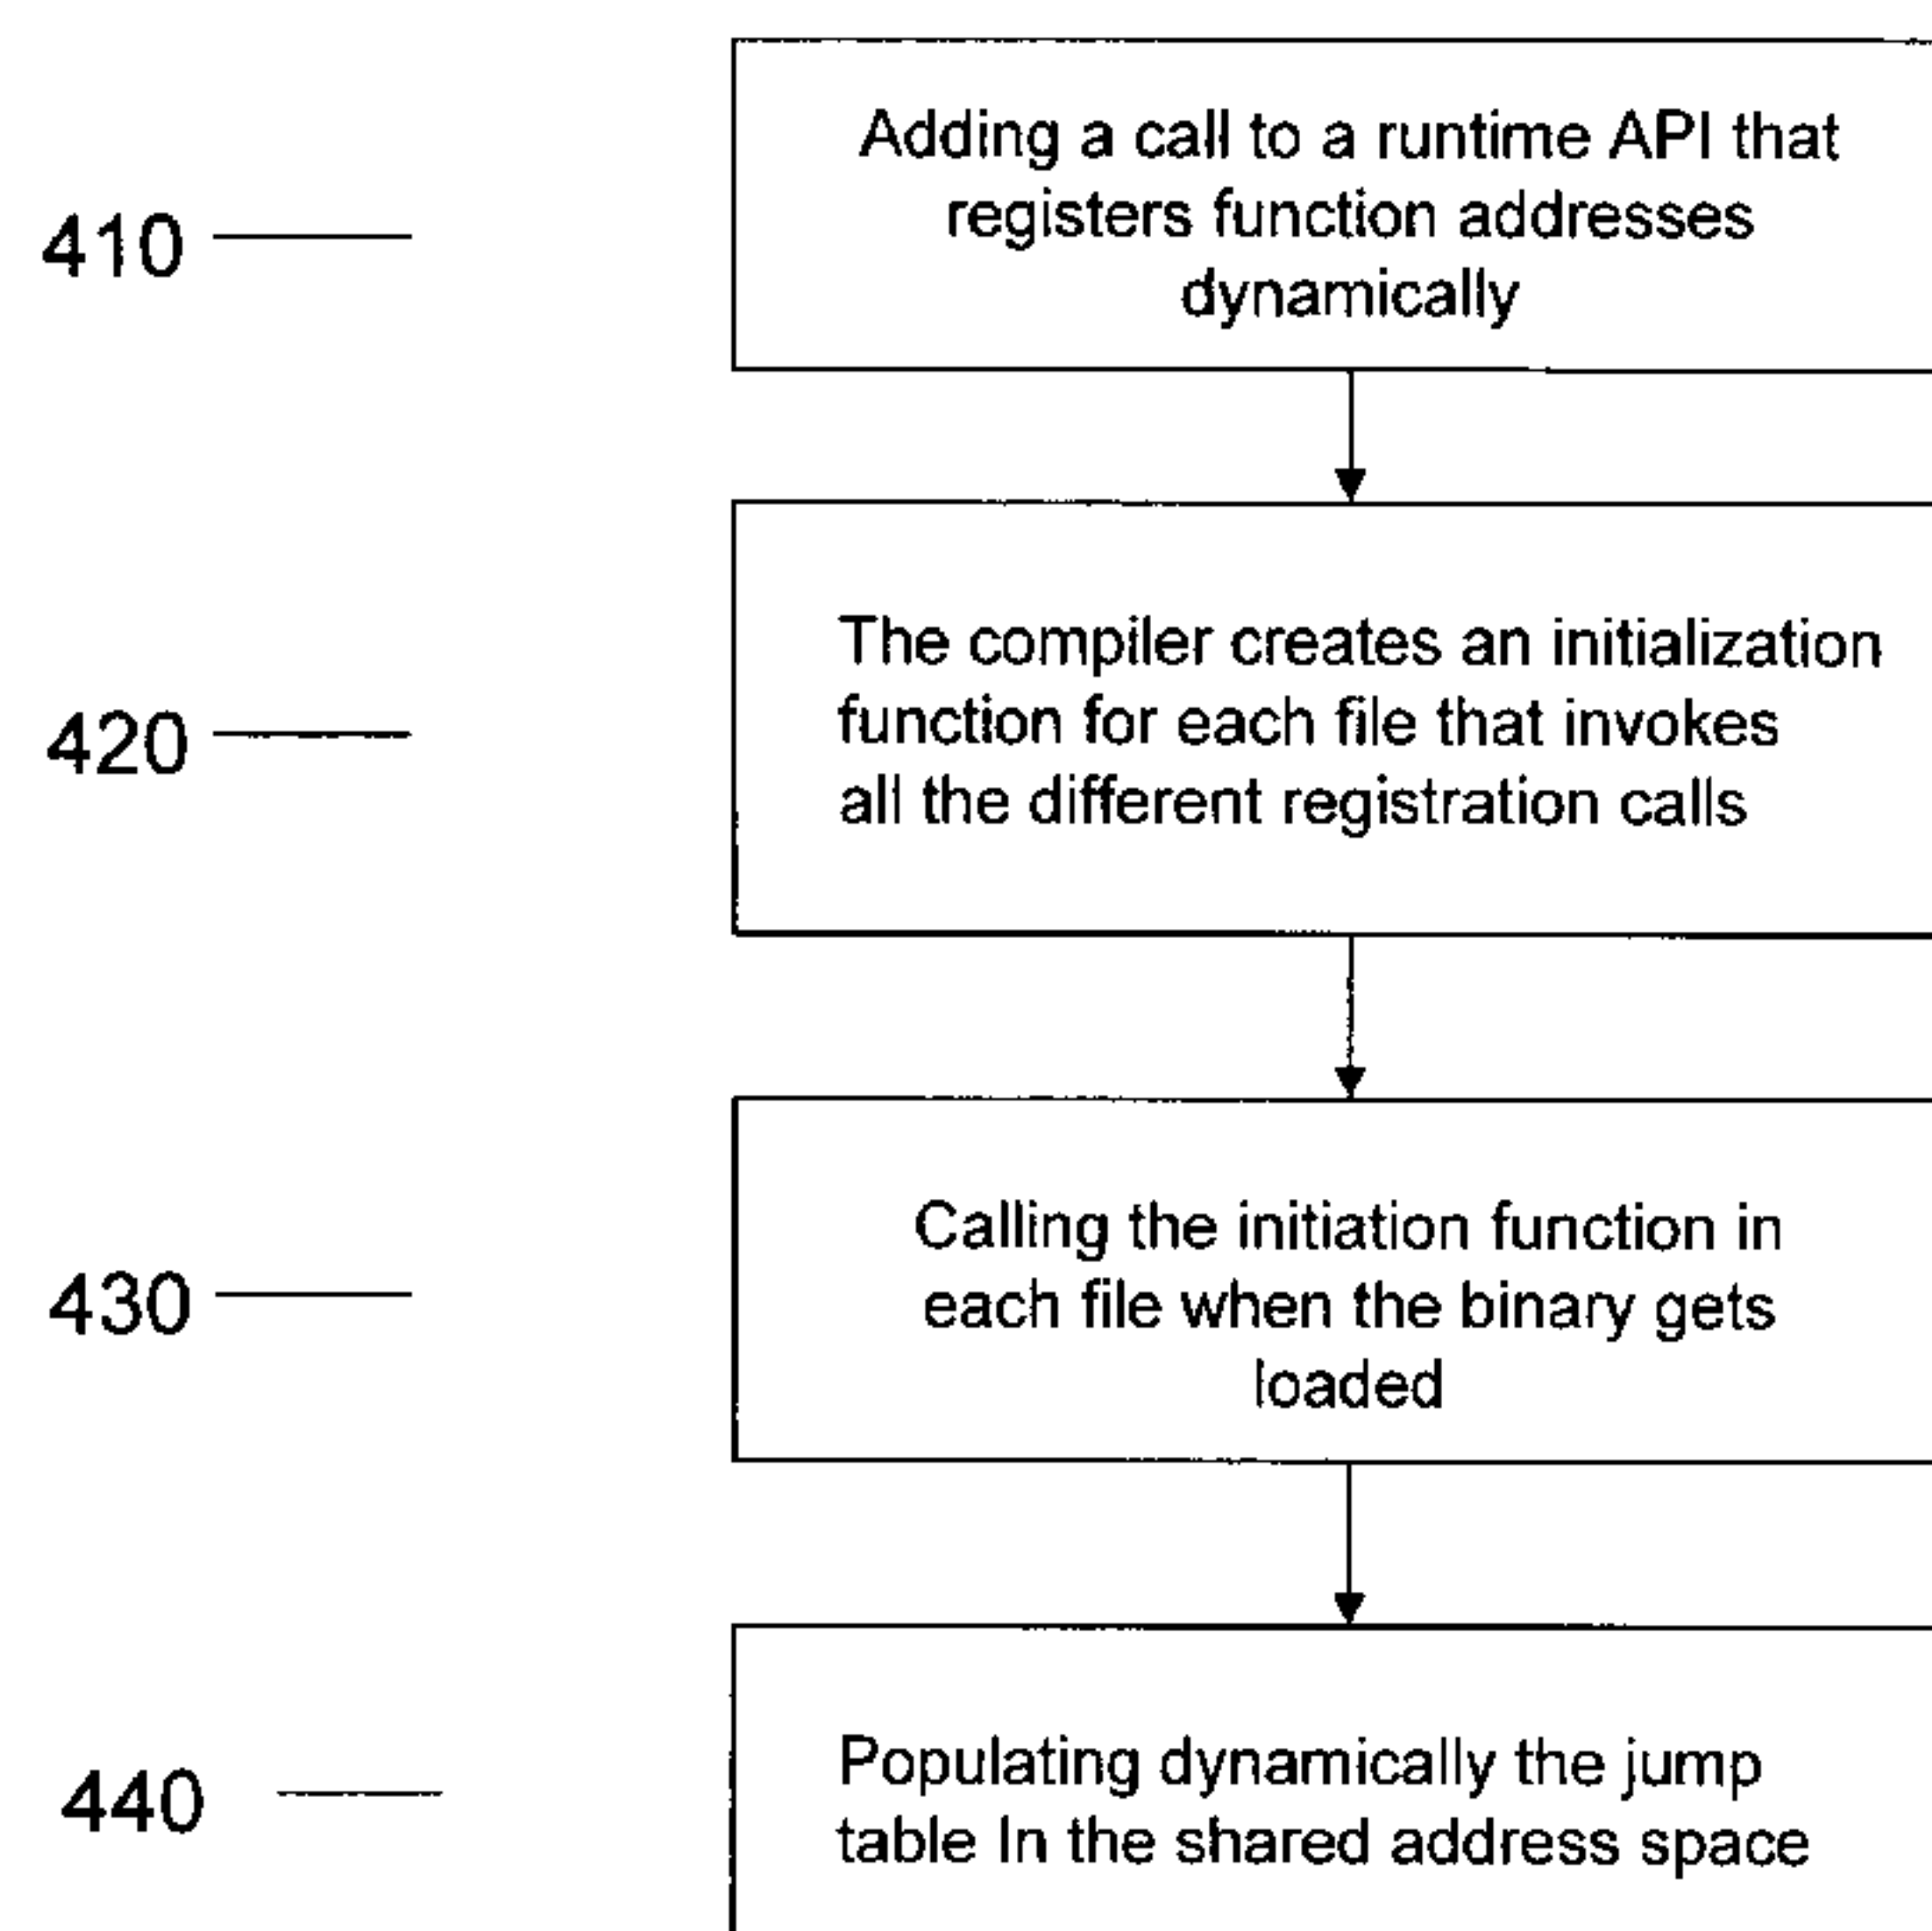 Adding a call to a runtime API that
registers function addresses
dynamically
410
The compiler creates an initialization
function for each file that invokes
all the different registration calls
420
Calling the initiation function in
each file when the binary gets
loaded
430
Populating dynamically the jump
table In the shared address space
440